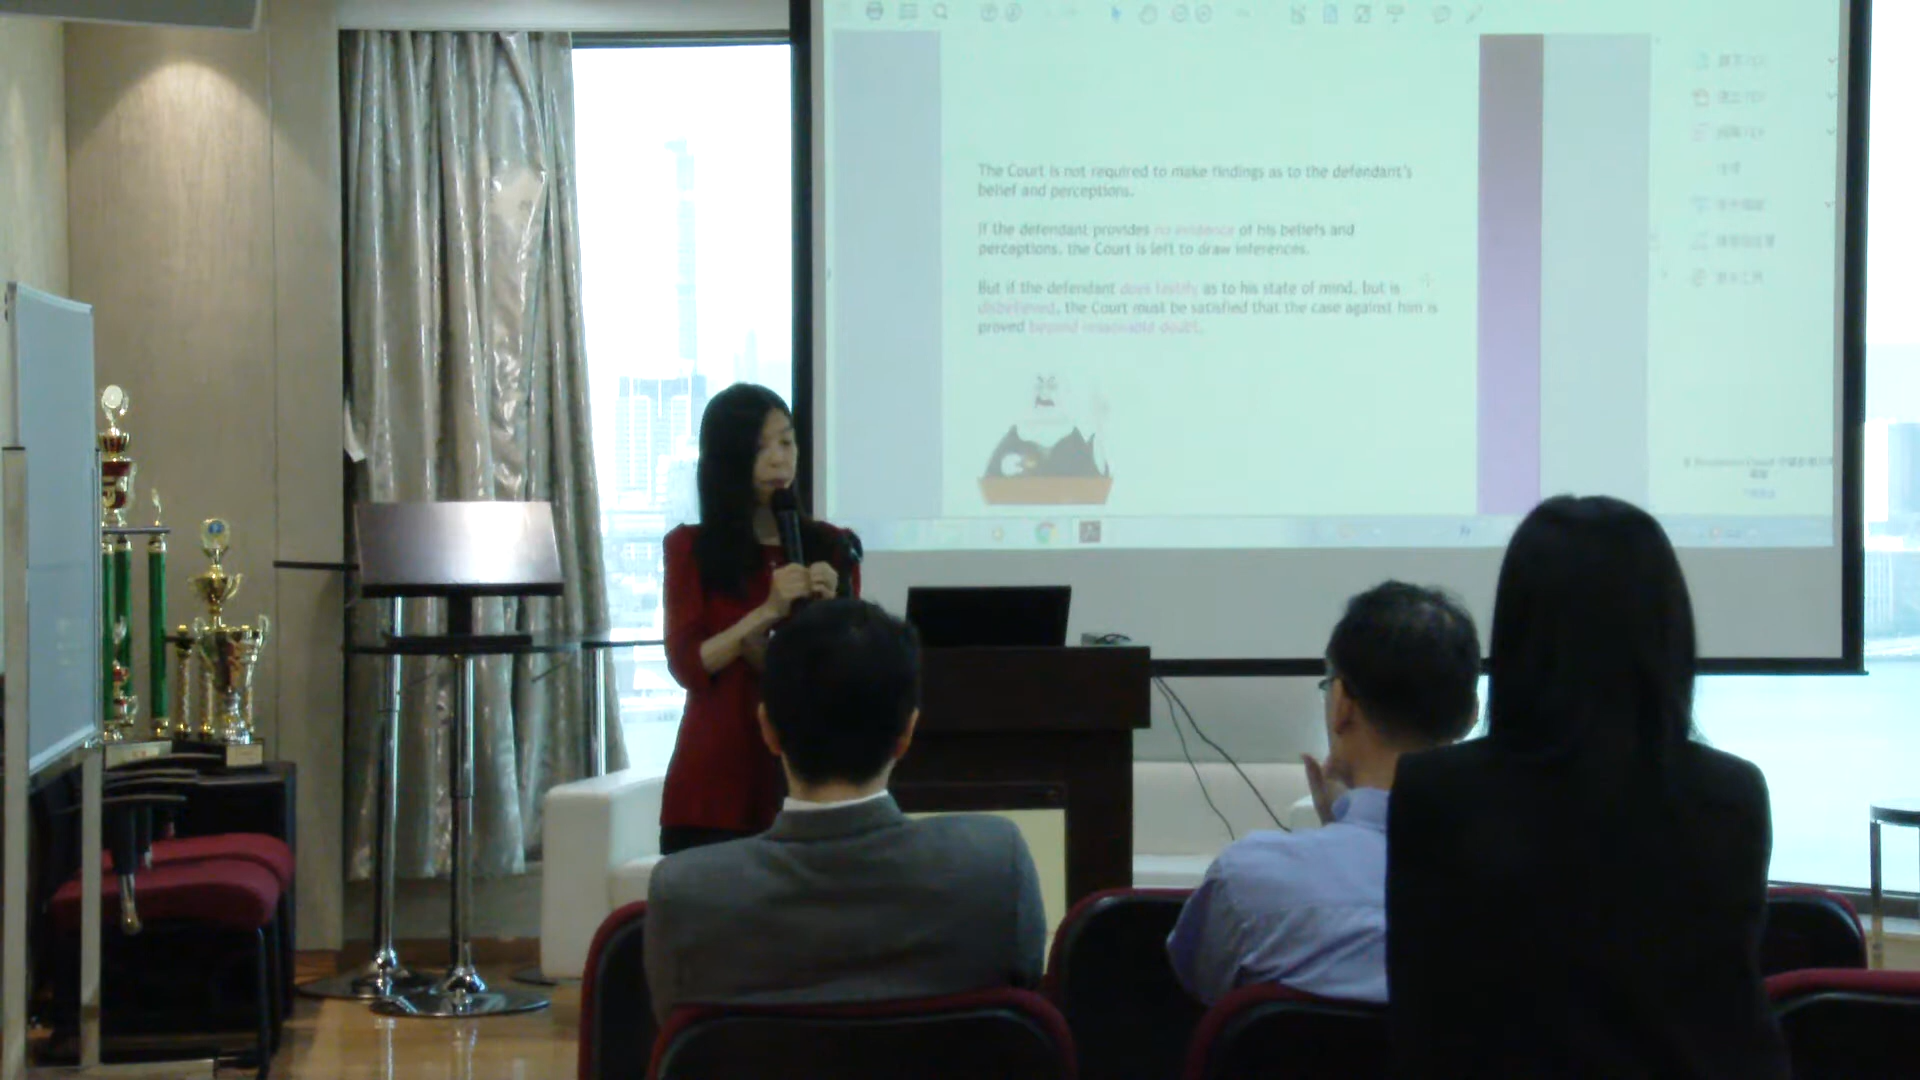 The Court is not required to make findings as to the defendant's
belief and perceptions.
If the defendant provides no evidence of his beliefs and
perceptions, the Court is left to draw inferences.
But if the defendant does testify as to his state of mind, but is
disbelieved, the Court must be satisfied that the case against him is
proved beyond reasonable doubt.